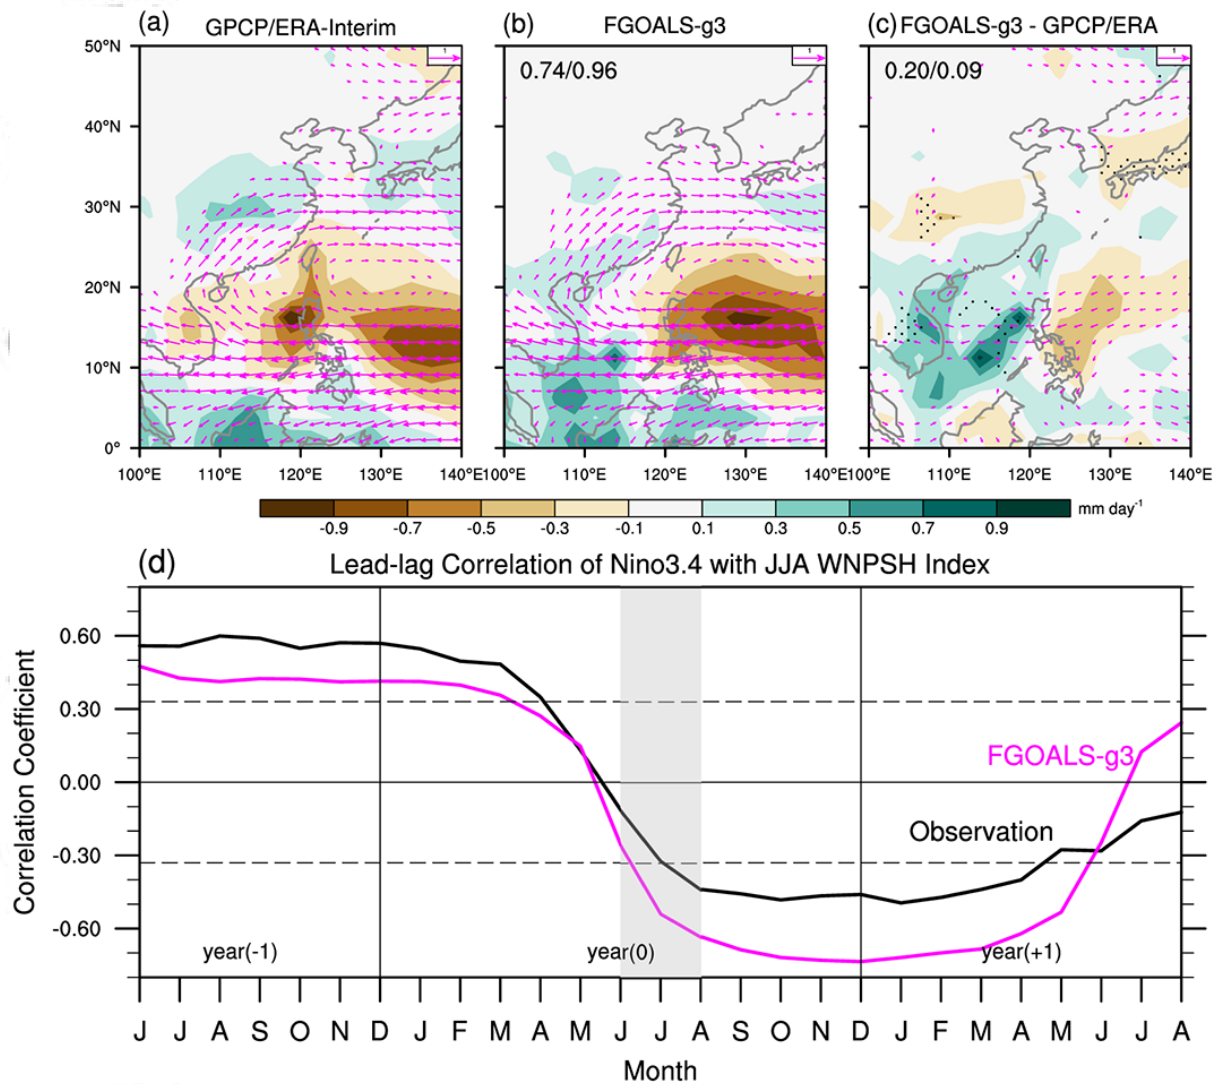 (a) GPCP/ERA-Interim
(b) FGOALS-g3
(c) FGOALS-g3 - GPCP/ERA
50°N
40°N
30°N
20°N
10°N
0°
1
0.74/0.96
1
0.20/0.09
1
100°E 110°E 120°E 130°E 140°E
100°E 110°E 120°E 130°E 140°E
100°E 110°E 120°E 130°E 140°E
-0.9 -0.7 -0.5 -0.3 -0.1 0.1 0.3 0.5 0.7 0.9 mm day⁻¹
(d) Lead-lag Correlation of Nino3.4 with JJA WNPSH Index
Correlation Coefficient
0.60
0.30
0.00
-0.30
-0.60
FGOALS-g3
Observation
year(-1) year(0) year(+1)
J J A S O N D J F M A M J J A S O N D J F M A M J J A
Month